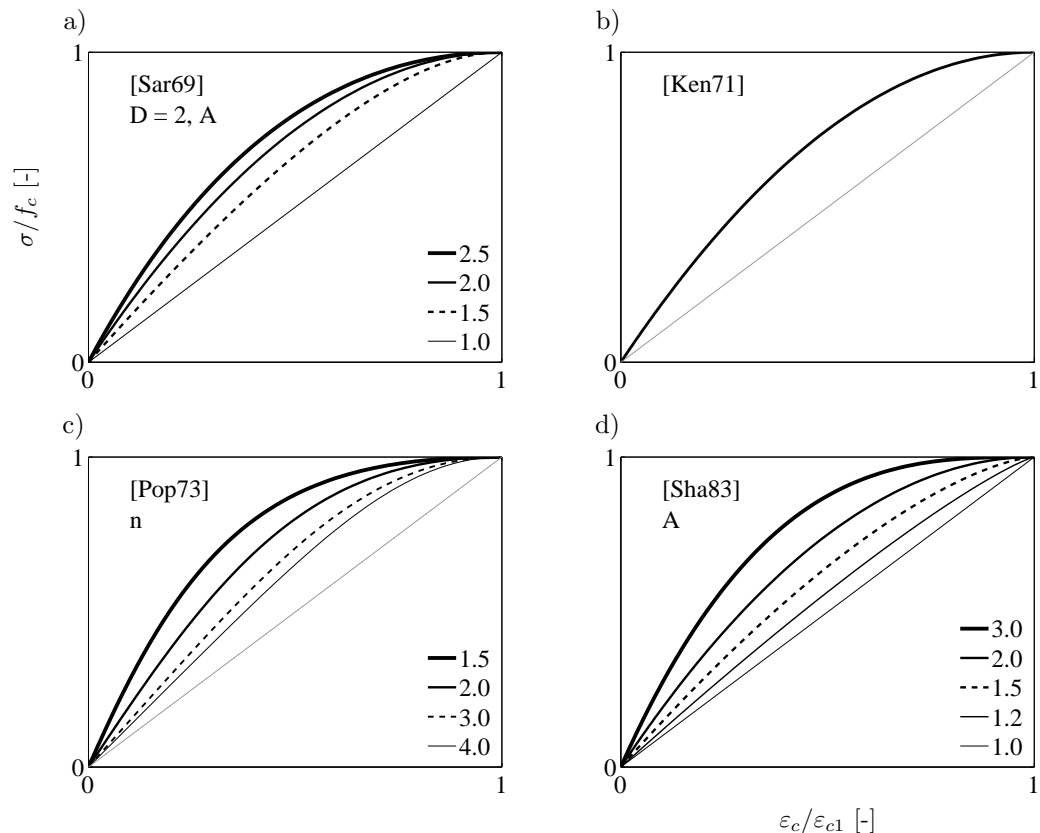 a)
1
[Sar69]
D = 2, A
σ/f_c [-]
2.5
2.0
1.5
1.0
0
0
1
b)
1
[Ken71]
0
0
1
c)
1
[Pop73]
n
1.5
2.0
3.0
4.0
0
0
1
d)
1
[Sha83]
A
3.0
2.0
1.5
1.2
1.0
0
0
1
ε_c/ε_{c1} [-]